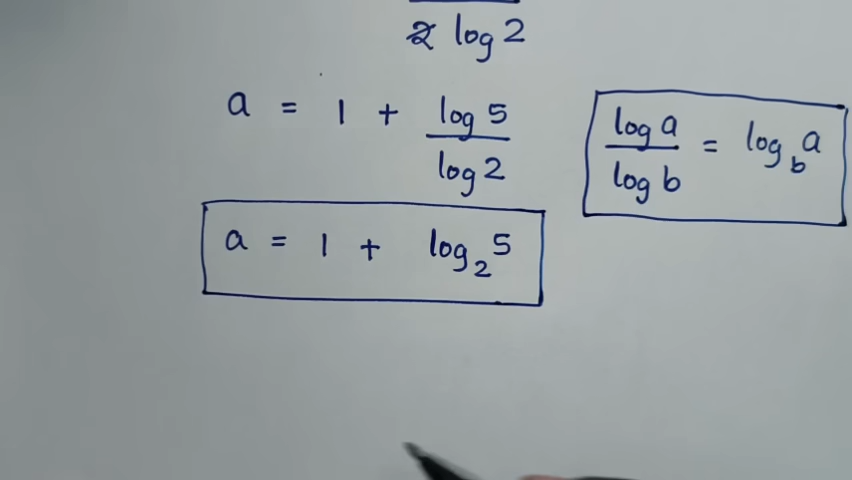 2 log 2
a = 1 + log 5 / log 2
log a / log b = log_b a
a = 1 + log_2 5